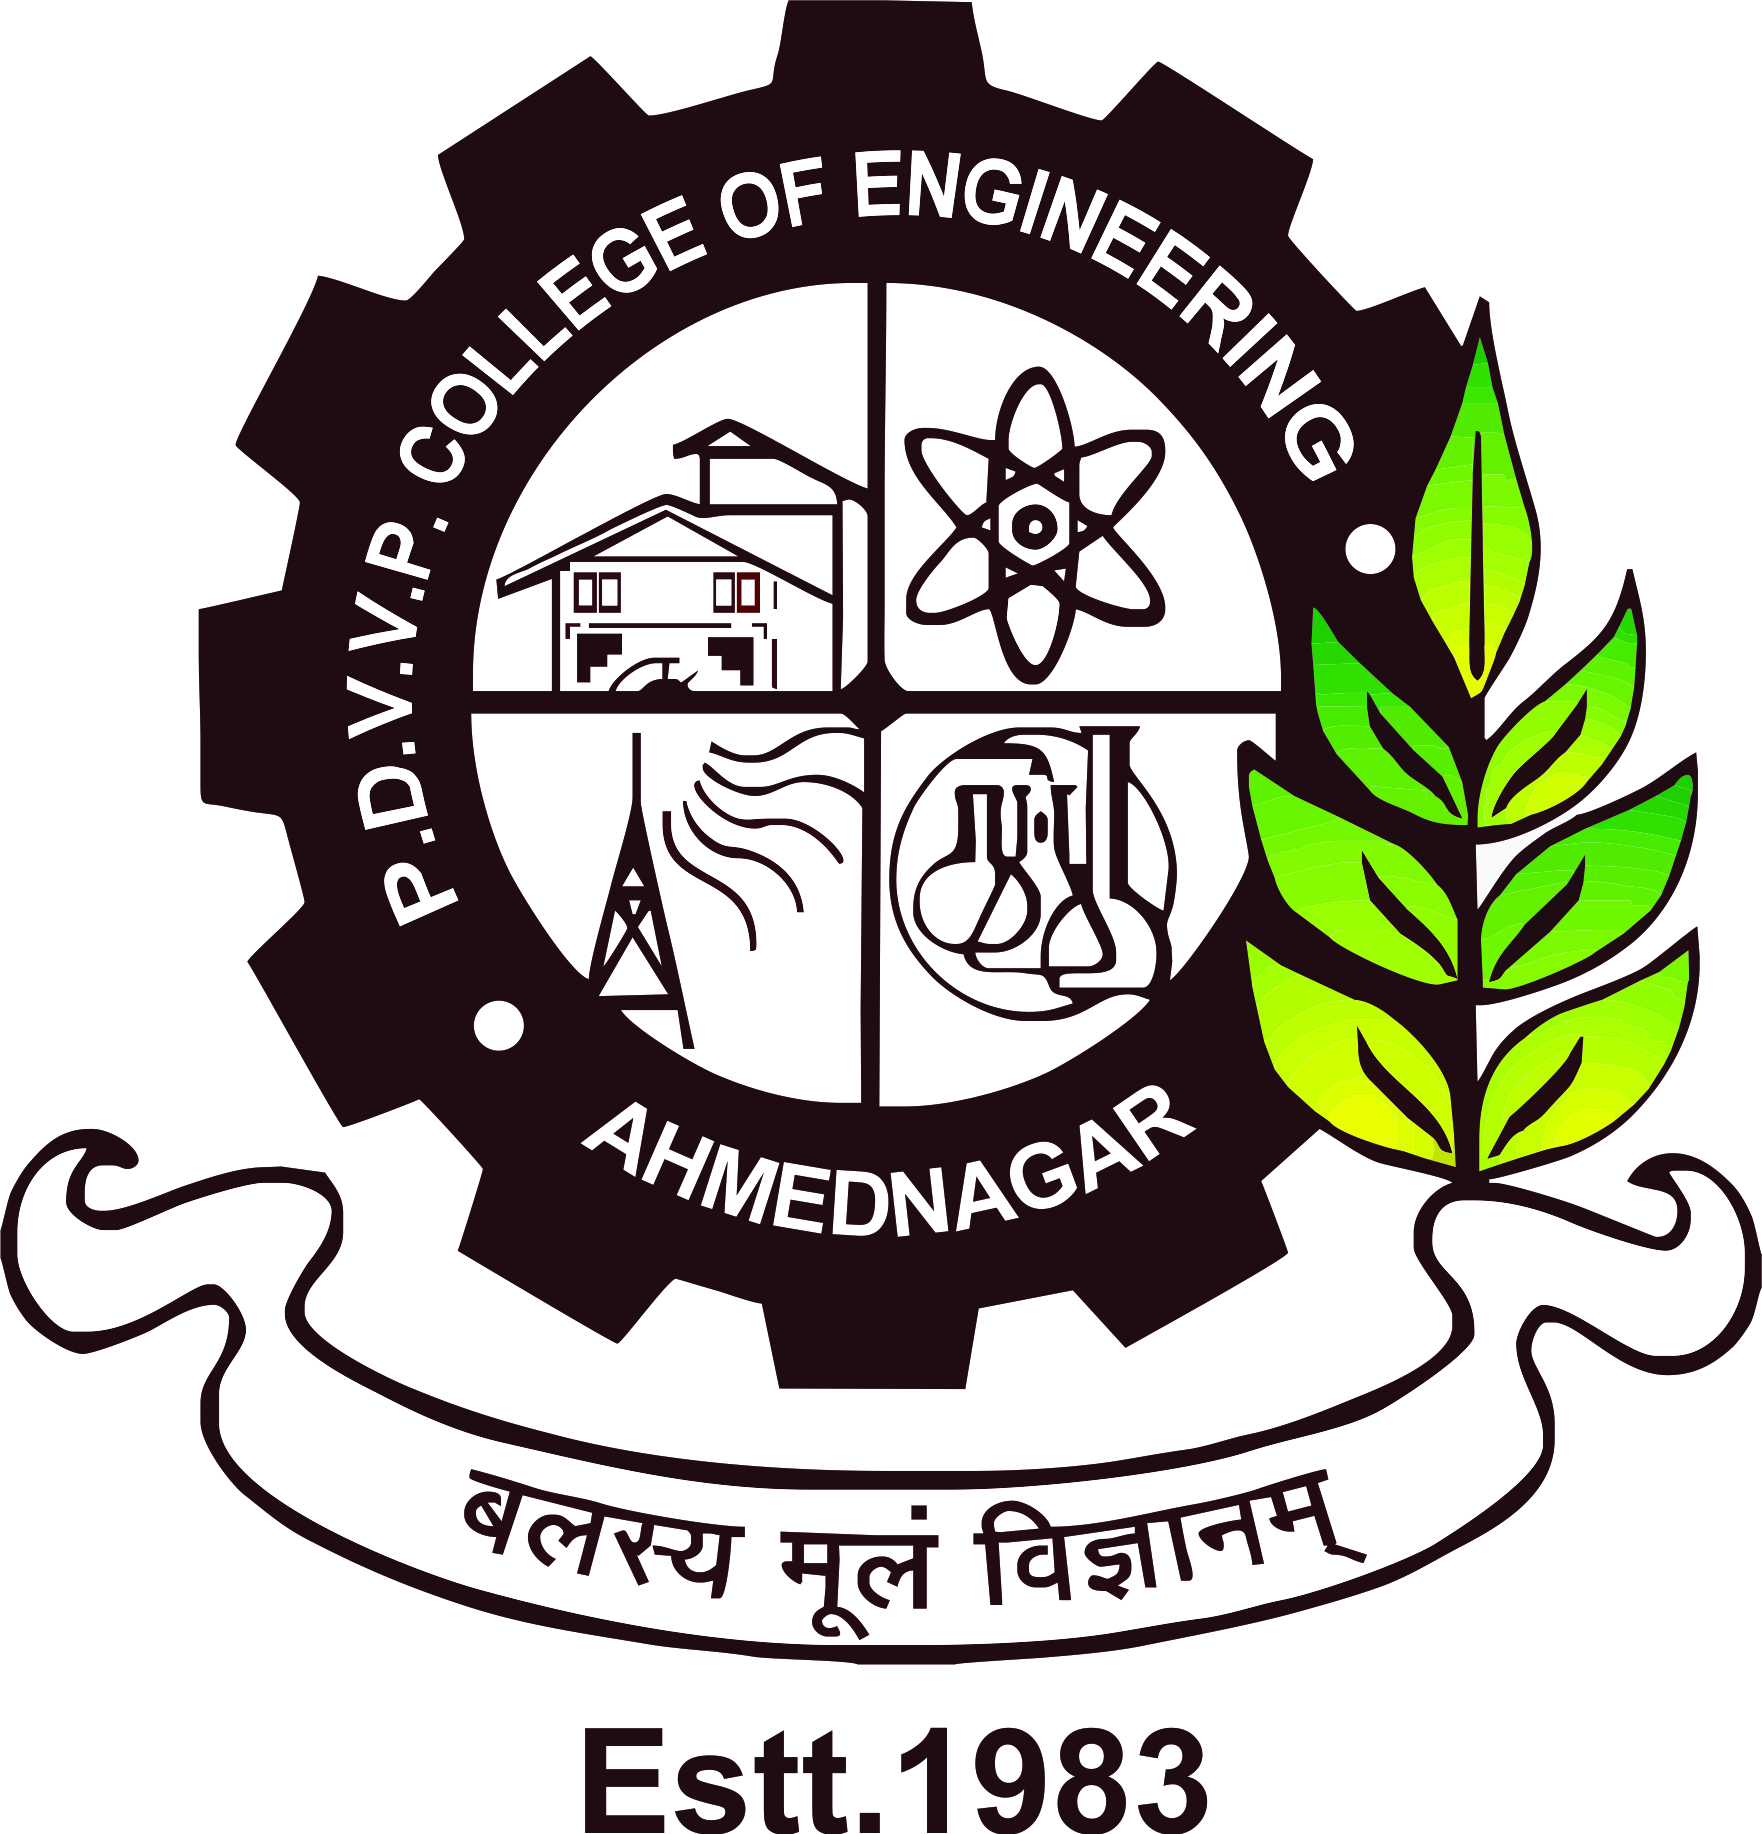 P.D.V.V.P. COLLEGE OF ENGINEERING
AHMEDNAGAR
बलस्य मूलं विज्ञानम्
Estt.1983